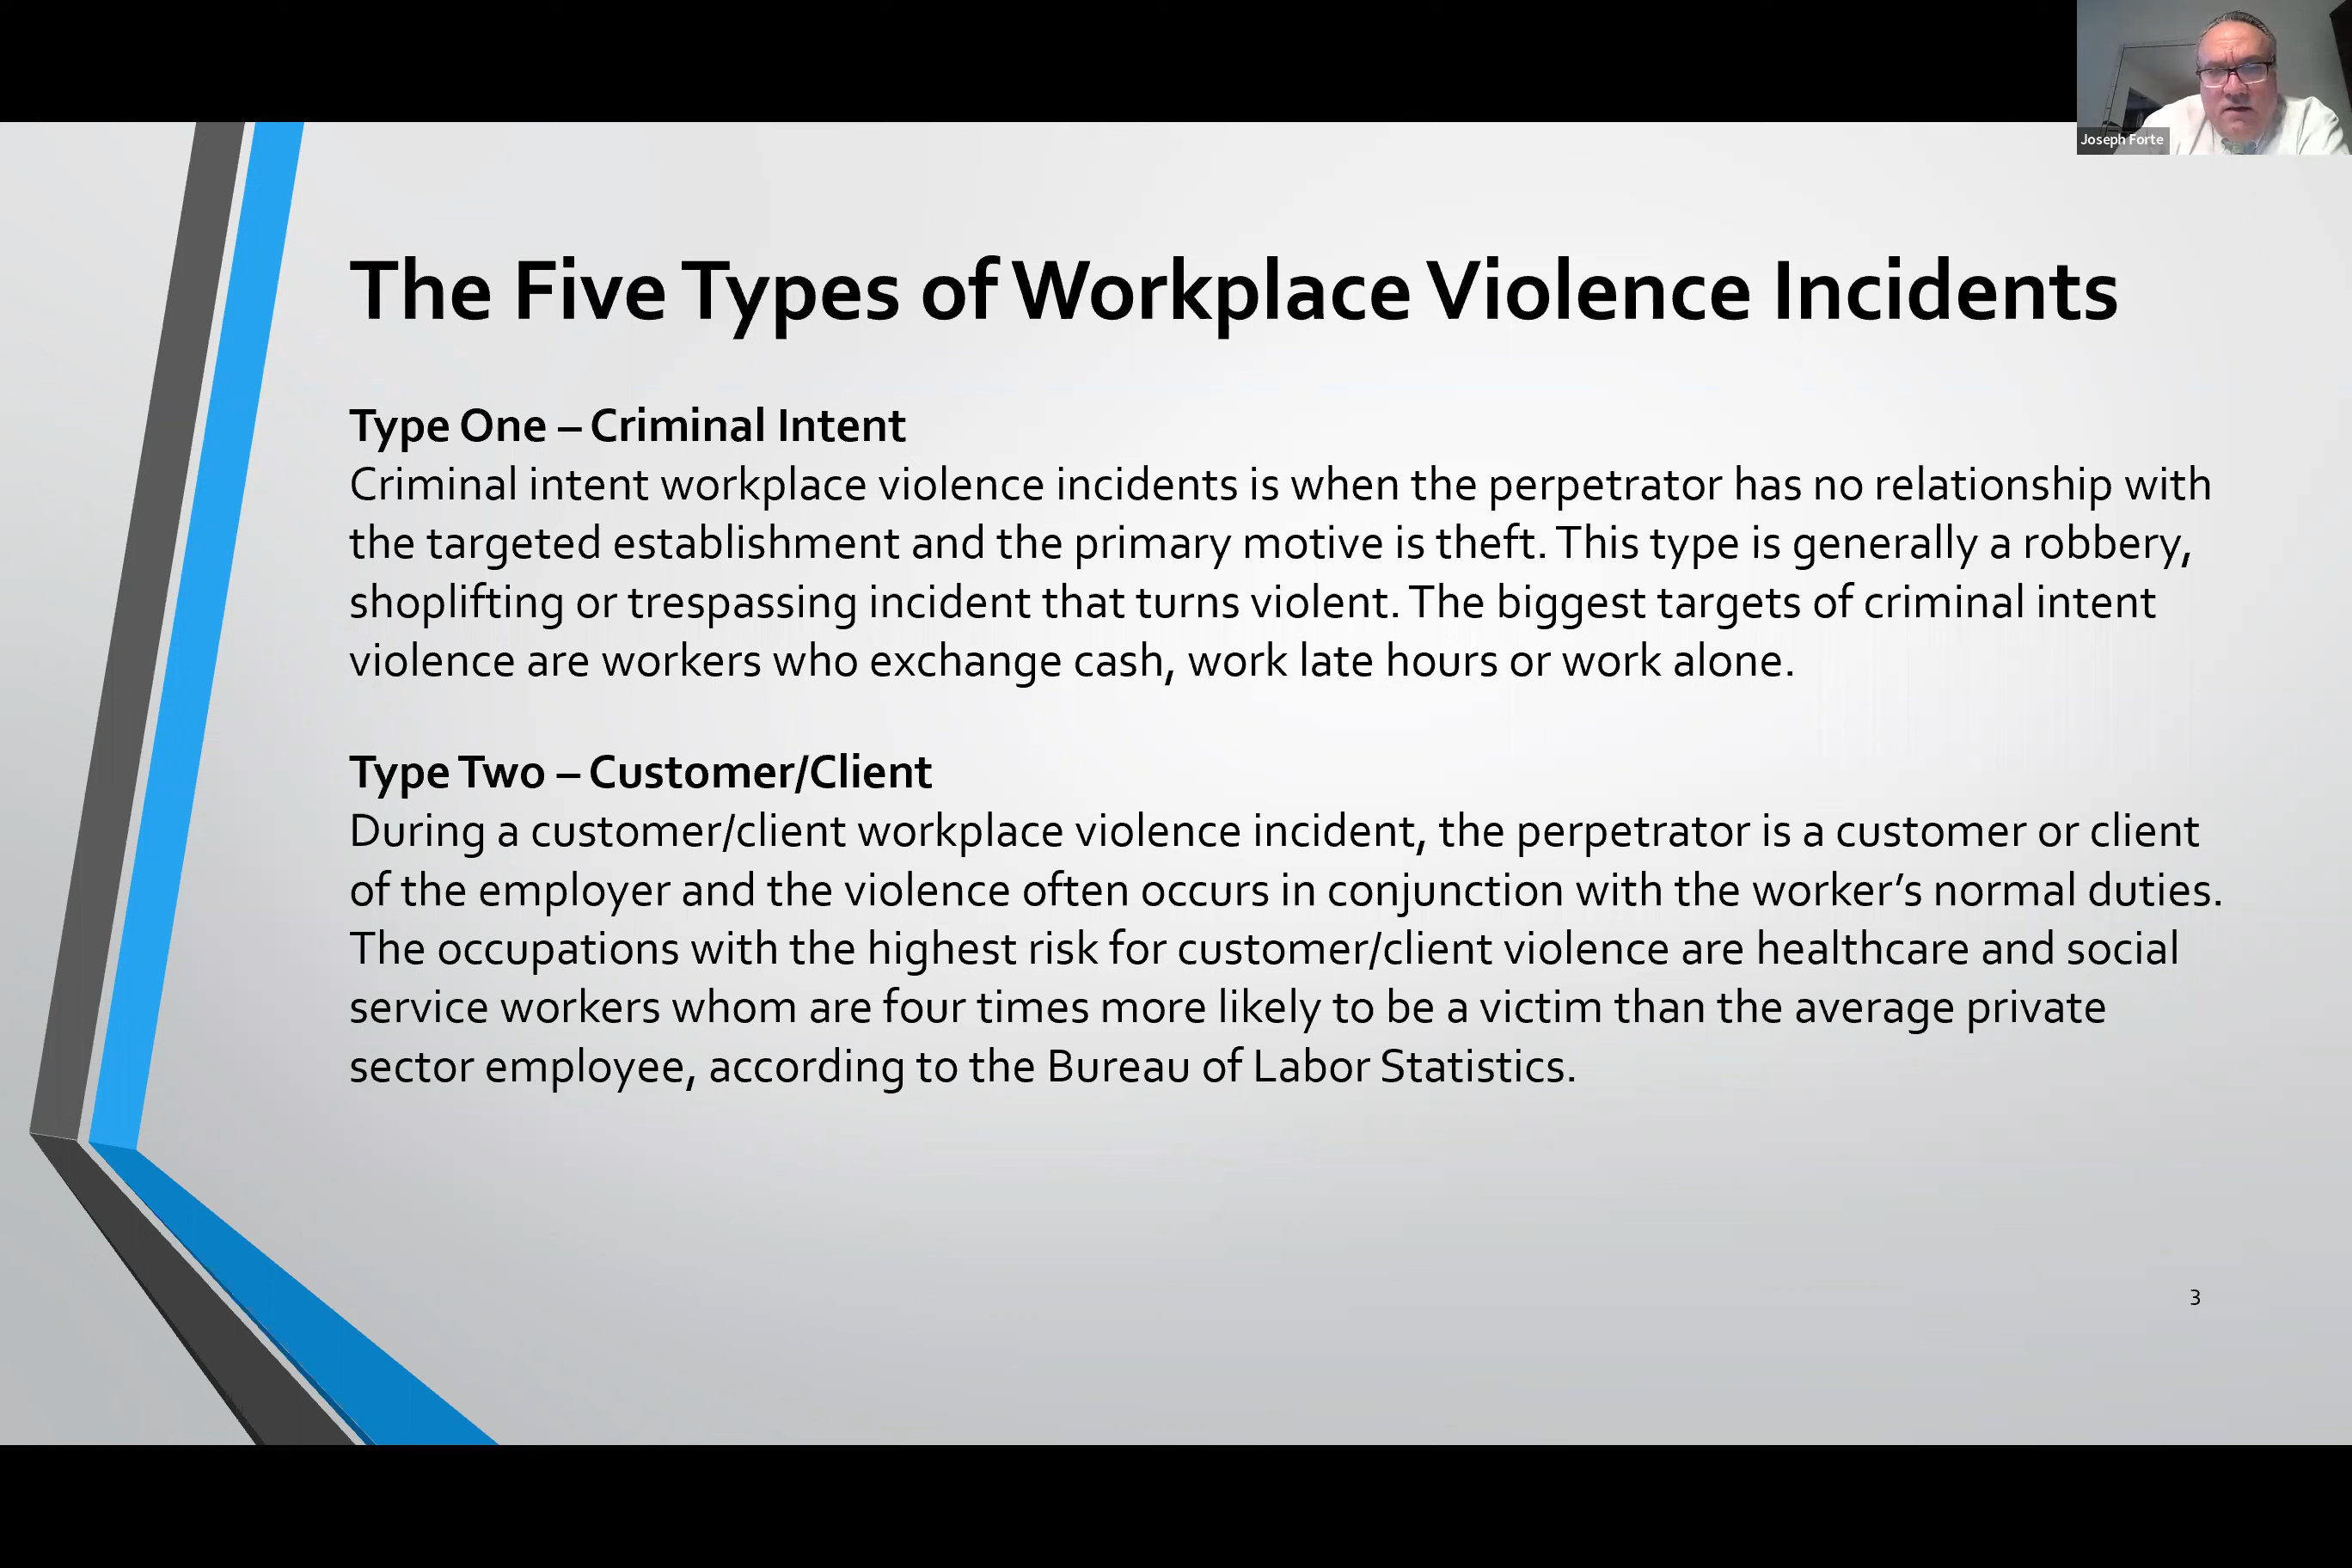 Joseph Forte
The Five Types of Workplace Violence Incidents
Type One – Criminal Intent
Criminal intent workplace violence incidents is when the perpetrator has no relationship with
the targeted establishment and the primary motive is theft. This type is generally a robbery,
shoplifting or trespassing incident that turns violent. The biggest targets of criminal intent
violence are workers who exchange cash, work late hours or work alone.
Type Two – Customer/Client
During a customer/client workplace violence incident, the perpetrator is a customer or client
of the employer and the violence often occurs in conjunction with the worker’s normal duties.
The occupations with the highest risk for customer/client violence are healthcare and social
service workers whom are four times more likely to be a victim than the average private
sector employee, according to the Bureau of Labor Statistics.
3